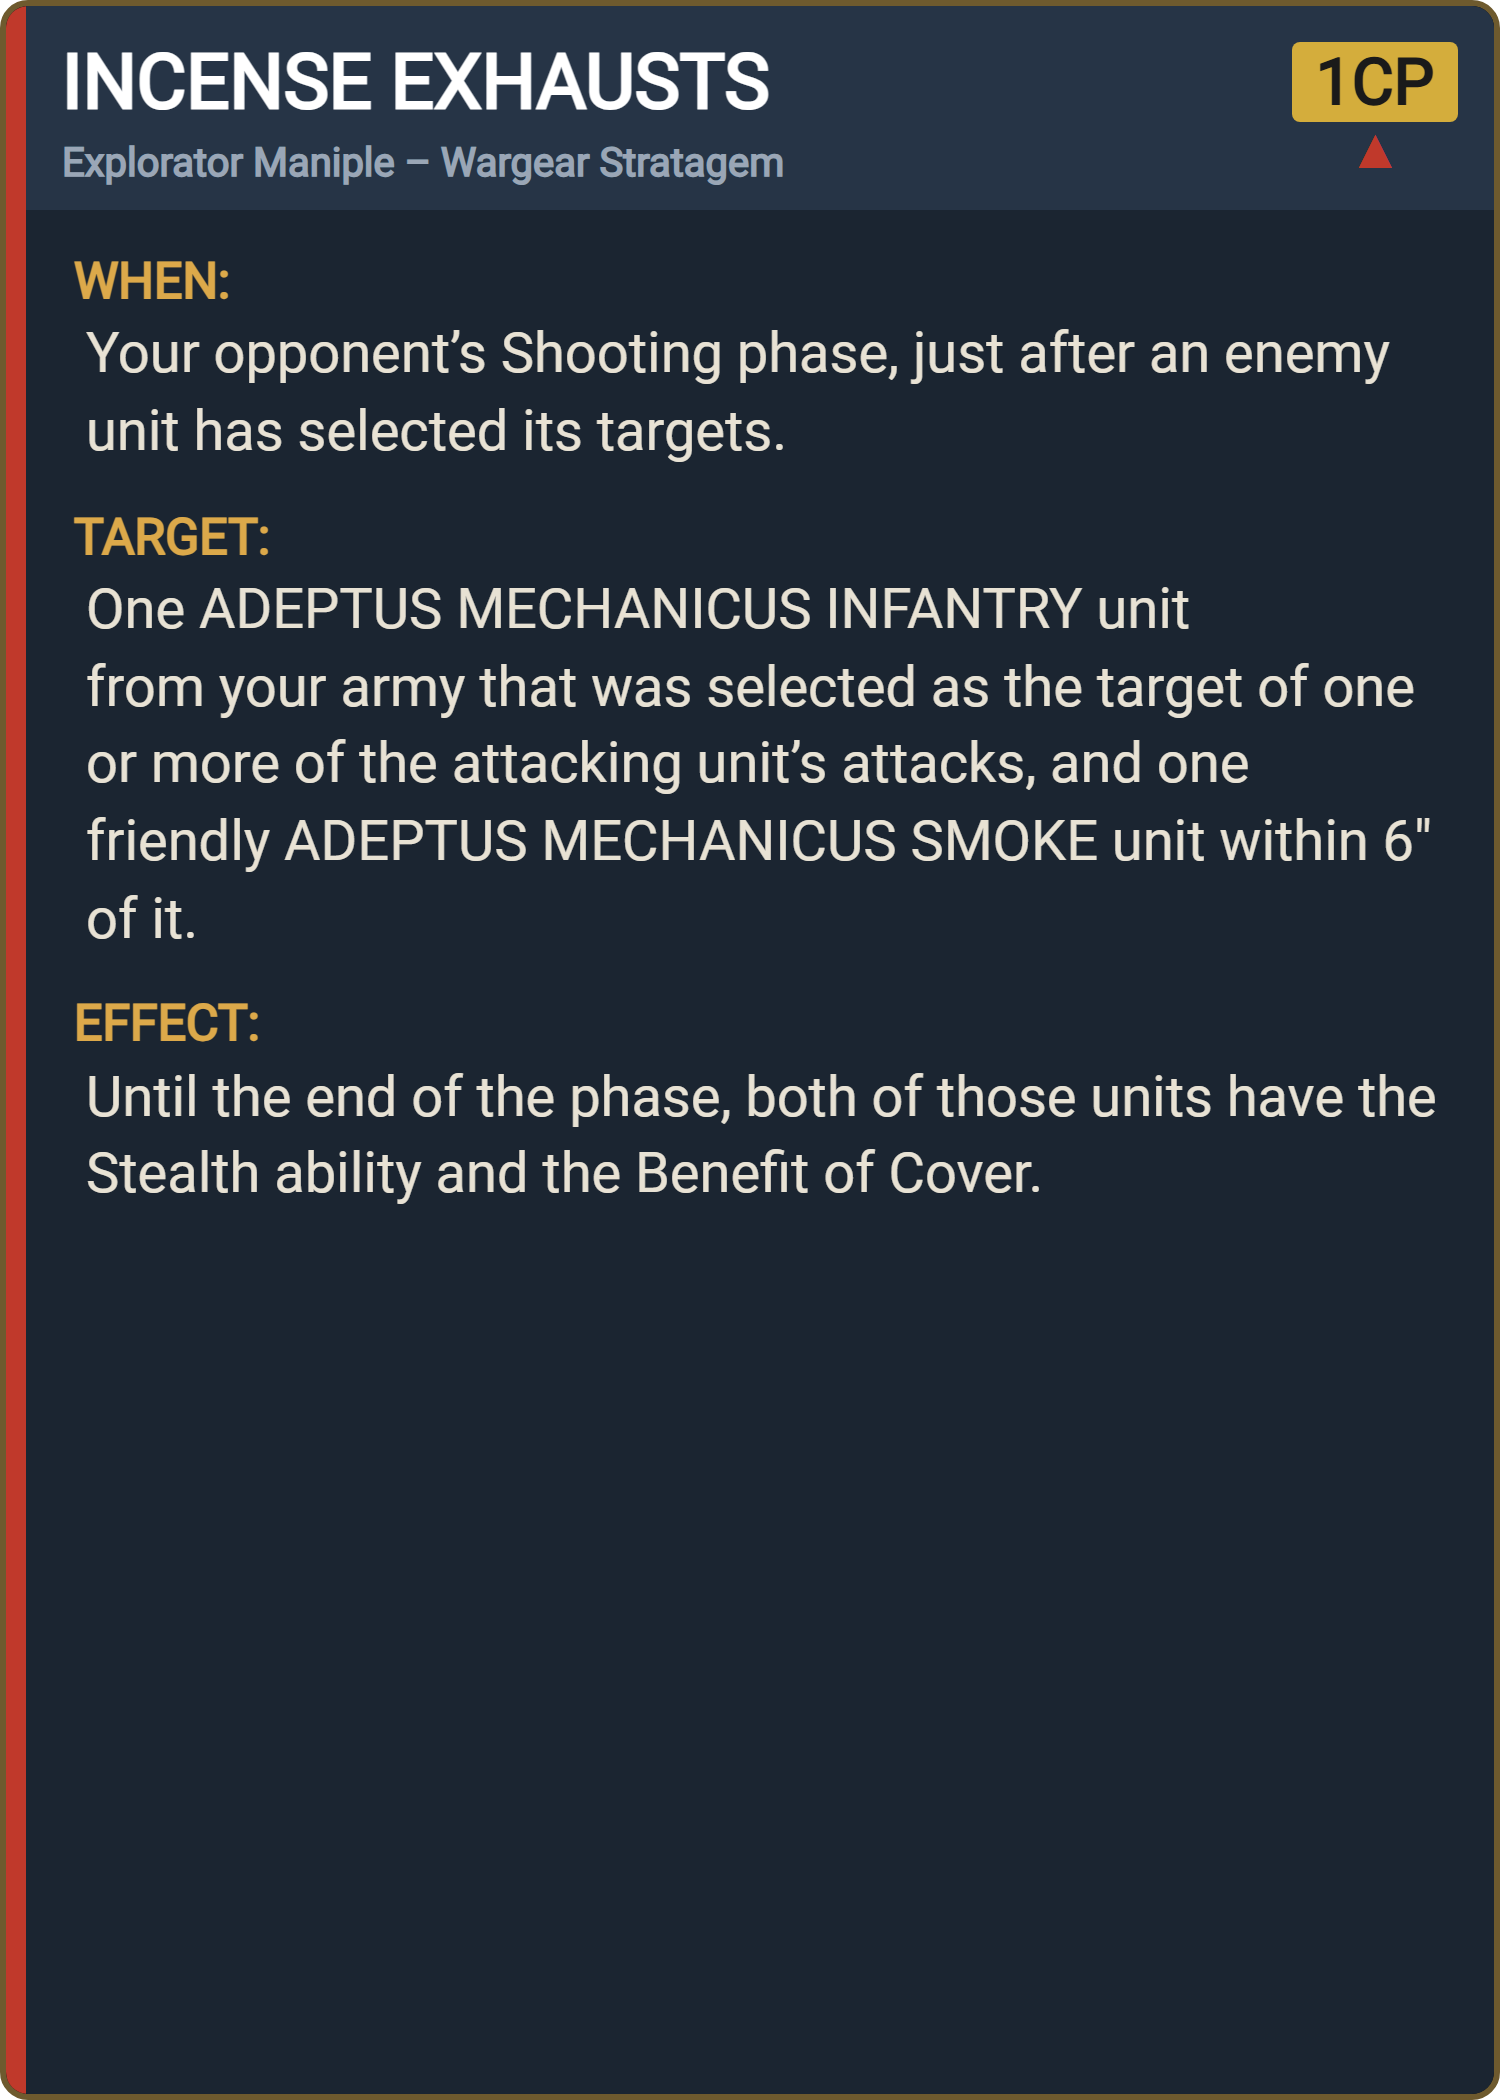 INCENSE EXHAUSTS
1CP
Explorator Maniple – Wargear Stratagem
WHEN:
Your opponent’s Shooting phase, just after an enemy
unit has selected its targets.
TARGET:
One ADEPTUS MECHANICUS INFANTRY unit
from your army that was selected as the target of one
or more of the attacking unit’s attacks, and one
friendly ADEPTUS MECHANICUS SMOKE unit within 6"
of it.
EFFECT:
Until the end of the phase, both of those units have the
Stealth ability and the Benefit of Cover.